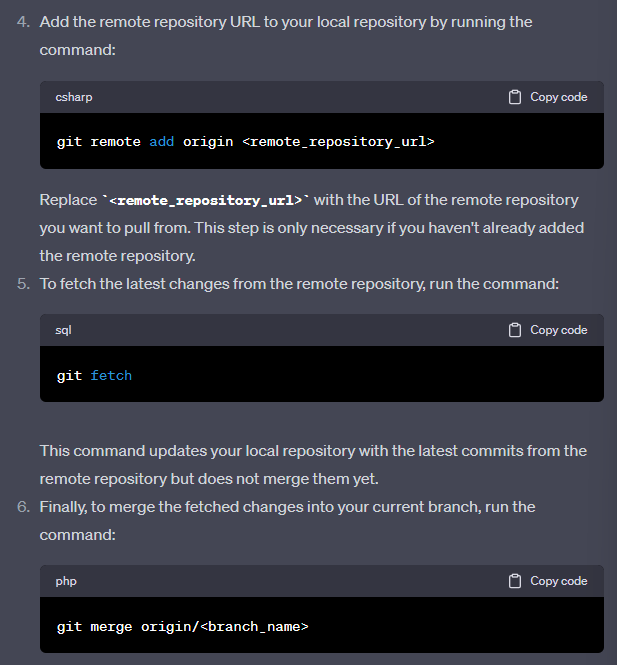 4. Add the remote repository URL to your local repository by running the
command:
csharp Copy code
git remote add origin <remote_repository_url>
Replace `<remote_repository_url>` with the URL of the remote repository
you want to pull from. This step is only necessary if you haven't already added
the remote repository.
5. To fetch the latest changes from the remote repository, run the command:
sql Copy code
git fetch
This command updates your local repository with the latest commits from the
remote repository but does not merge them yet.
6. Finally, to merge the fetched changes into your current branch, run the
command:
php Copy code
git merge origin/<branch_name>